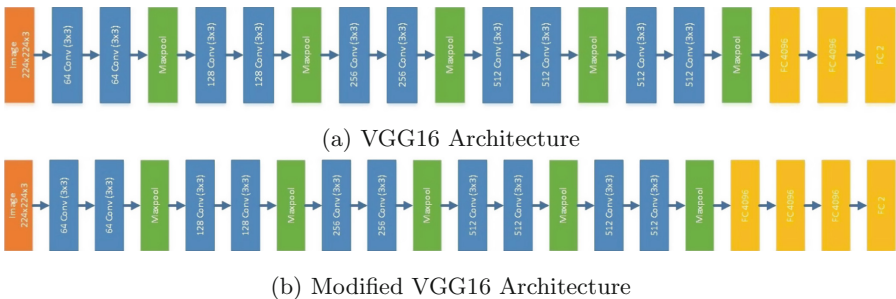 Image
224x224x3
64 Conv (3x3)
64 Conv (3x3)
Maxpool
128 Conv (3x3)
128 Conv (3x3)
Maxpool
256 Conv (3x3)
256 Conv (3x3)
Maxpool
512 Conv (3x3)
512 Conv (3x3)
Maxpool
512 Conv (3x3)
512 Conv (3x3)
Maxpool
FC 4096
FC 4096
FC 2
(a) VGG16 Architecture
Image
224x224x3
64 Conv (3x3)
64 Conv (3x3)
Maxpool
128 Conv (3x3)
128 Conv (3x3)
Maxpool
256 Conv (3x3)
256 Conv (3x3)
Maxpool
512 Conv (3x3)
512 Conv (3x3)
Maxpool
512 Conv (3x3)
512 Conv (3x3)
Maxpool
FC 4096
FC 4096
FC 4096
FC 2
(b) Modified VGG16 Architecture